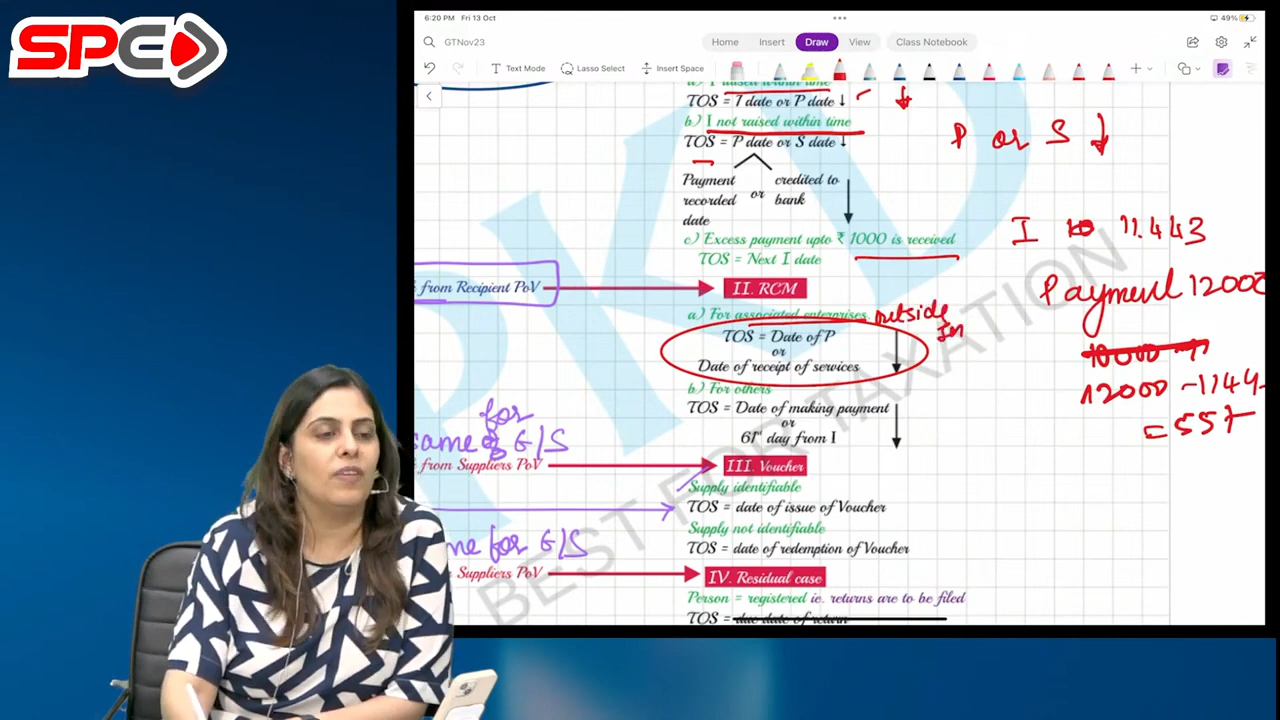 SPE
6:20 PM Fri 13 Oct
49%
GTNov23
Home Insert Draw View Class Notebook
Text Mode Lasso Select Insert Space
a) I raised within time
TOS = I date or P date ↓
b) I not raised within time
TOS = P date or S date ↓
Payment recorded date or credited to bank
c) Excess payment upto ₹ 1000 is received
TOS = Next I date
P or S ↓
I 11.443
Payment 12000
10000
12000 - 1144
= 557
from Recipient PoV
II. RCM
a) For associated enterprises outside In
TOS = Date of P
or
Date of receipt of services
b) For others
TOS = Date of making payment
or
61st day from I
for
same G/S
from Suppliers PoV
III. Voucher
Supply identifiable
TOS = date of issue of Voucher
Supply not identifiable
TOS = date of redemption of Voucher
me for G/S
Suppliers PoV
IV. Residual case
Person = registered ie. returns are to be filed
TOS = due date of return
PKD
BEST FOR TAXATION